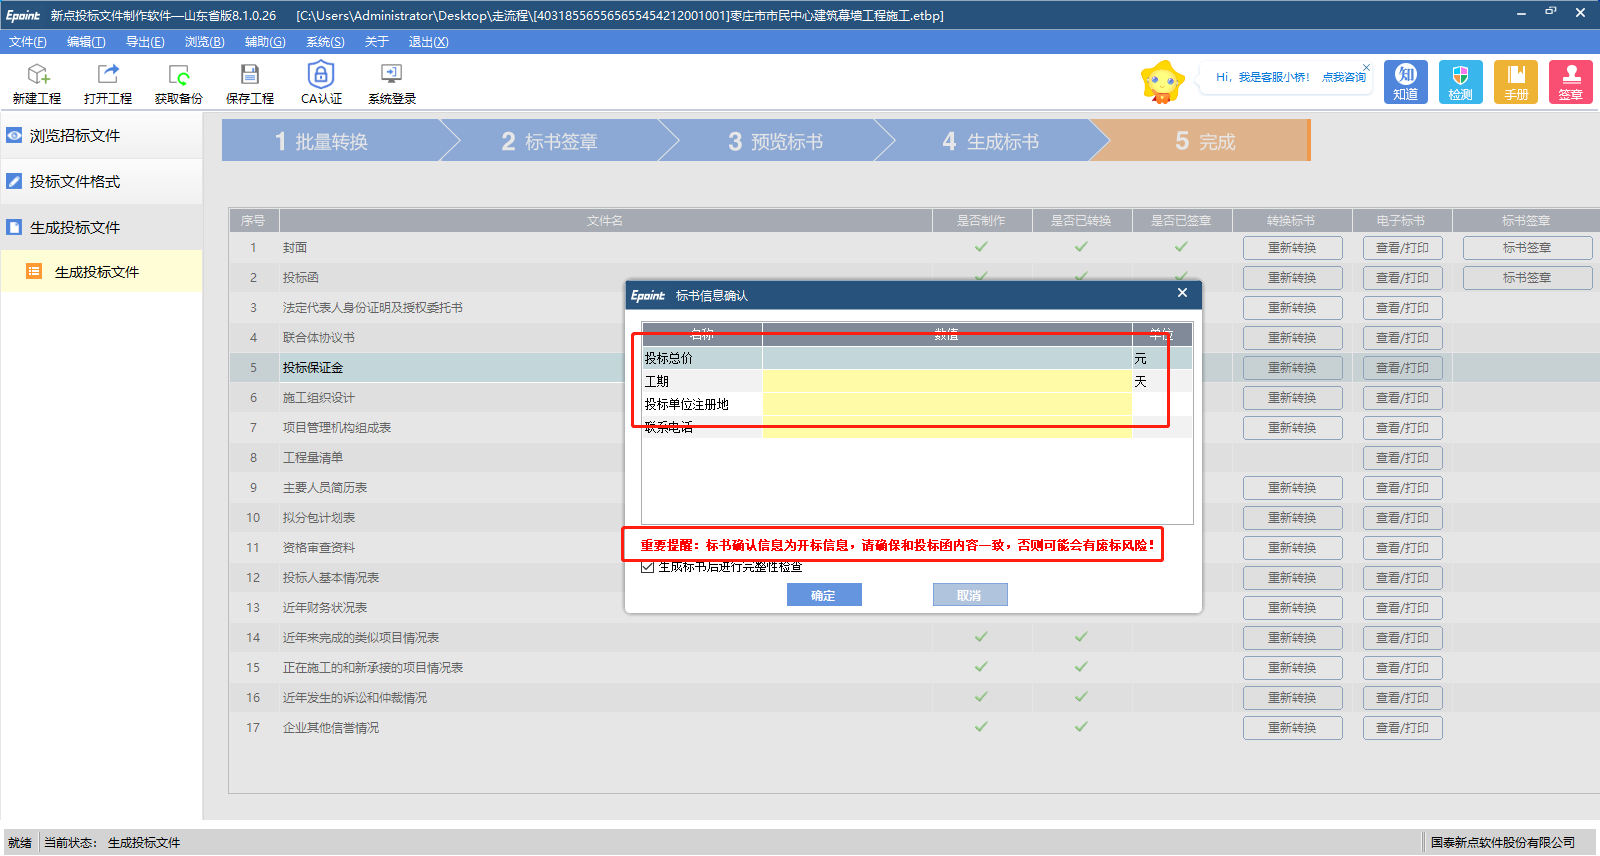 Epoint 新点投标文件制作软件—山东省版8.1.0.26 [C:\Users\Administrator\Desktop\走流程\[4031855655656554542120​01001]枣庄市市民中心建筑幕墙工程施工.etbp]
文件(F) 编辑(T) 导出(E) 浏览(B) 辅助(G) 系统(S) 关于 退出(X)
新建工程 打开工程 获取备份 保存工程 CA认证 系统登录
Hi，我是客服小桥！ 点我咨询
知 知道 检测 手册 签章
浏览招标文件
投标文件格式
生成投标文件
生成投标文件
1 批量转换 2 标书签章 3 预览标书 4 生成标书 5 完成
序号 文件名 是否制作 是否已转换 是否已签章 转换标书 电子标书 标书签章
1 封面 重新转换 查看/打印 标书签章
2 投标函 重新转换 查看/打印 标书签章
3 法定代表人身份证明及授权委托书 重新转换 查看/打印
4 联合体协议书 重新转换 查看/打印
5 投标保证金 重新转换 查看/打印
6 施工组织设计 重新转换 查看/打印
7 项目管理机构组成表 重新转换 查看/打印
8 工程量清单 查看/打印
9 主要人员简历表 重新转换 查看/打印
10 拟分包计划表 重新转换 查看/打印
11 资格审查资料 重新转换 查看/打印
12 投标人基本情况表 重新转换 查看/打印
13 近年财务状况表 重新转换 查看/打印
14 近年来完成的类似项目情况表 重新转换 查看/打印
15 正在施工的和新承接的项目情况表 重新转换 查看/打印
16 近年发生的诉讼和仲裁情况 重新转换 查看/打印
17 企业其他信誉情况 重新转换 查看/打印
Epoint 标书信息确认
名称 数值 单位
投标总价 元
工期 天
投标单位注册地
联系电话
重要提醒：标书确认信息为开标信息，请确保和投标函内容一致，否则可能会有废标风险！
生成标书后进行完整性检查
确定 取消
就绪 当前状态： 生成投标文件 国泰新点软件股份有限公司